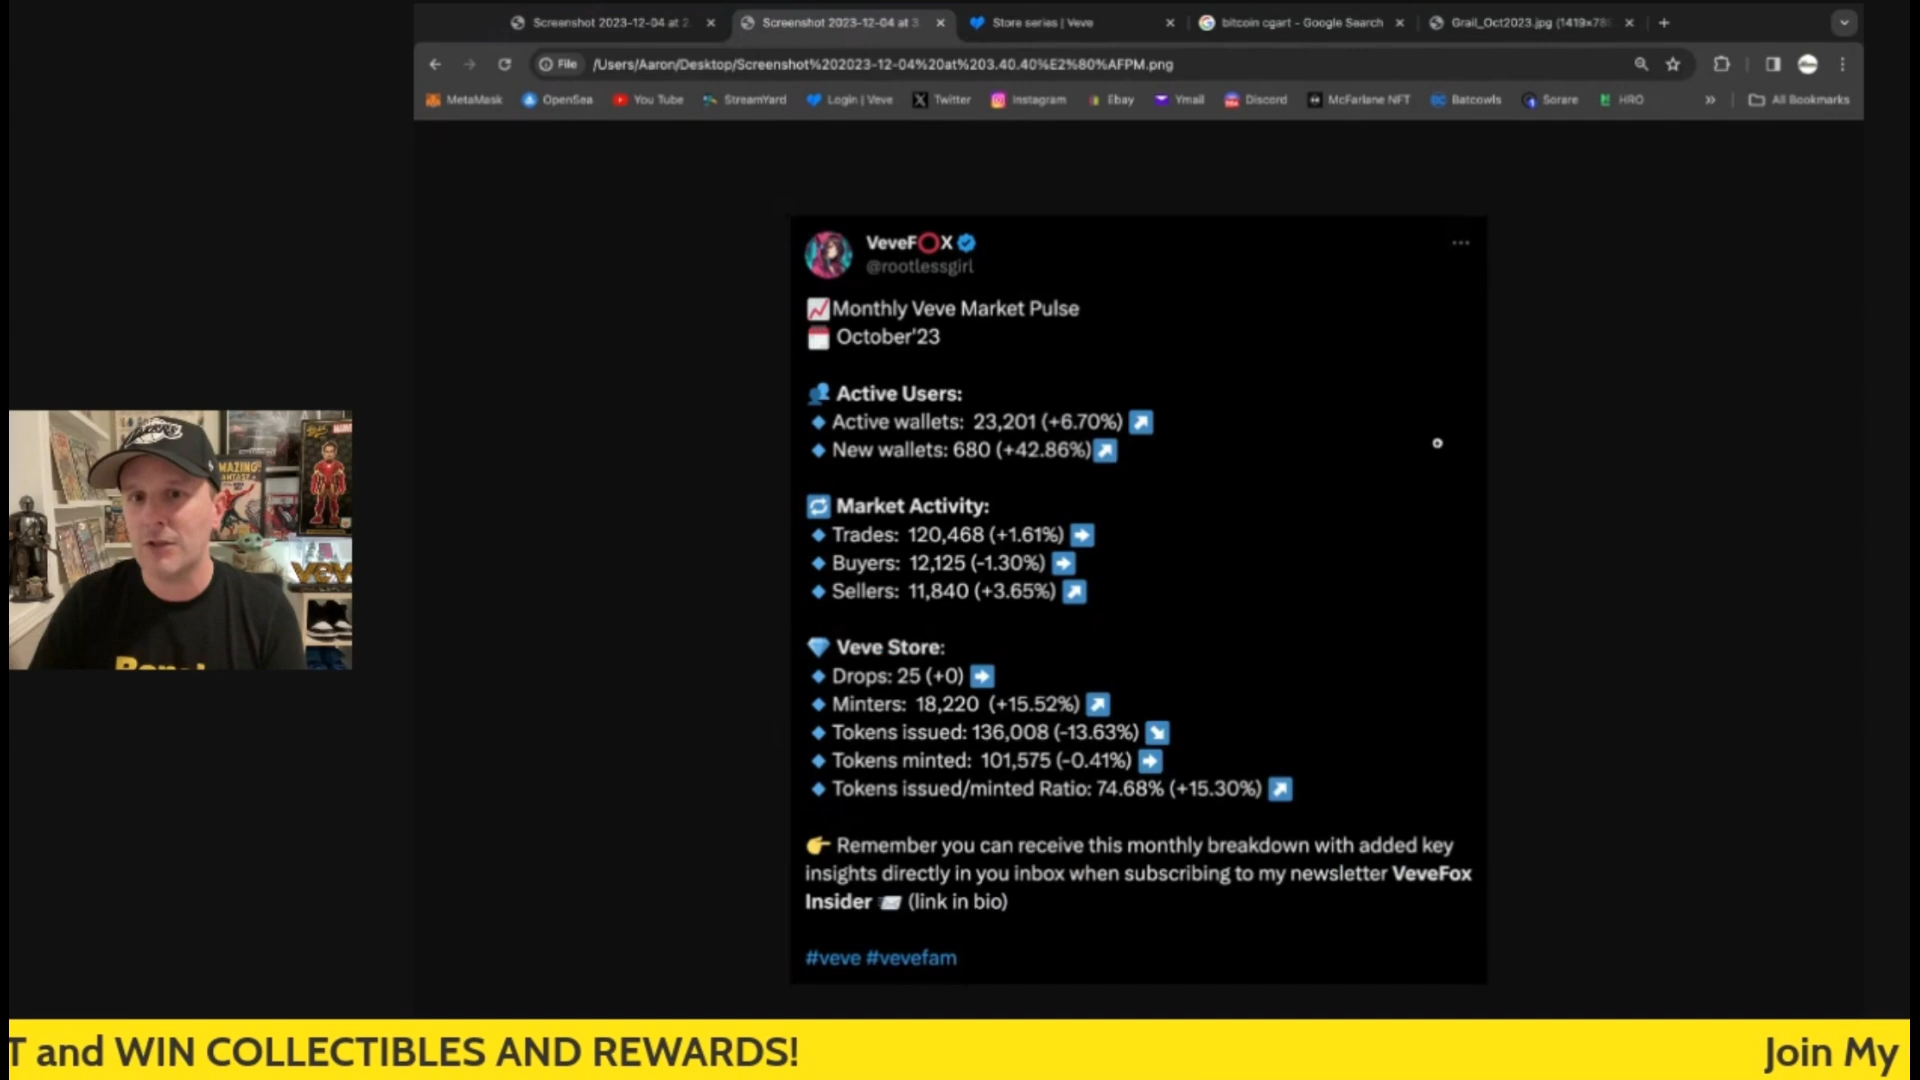 Screenshot 2023-12-04 at 2
Screenshot 2023-12-04 at 3
Store series | Veve
bitcoin cgart - Google Search
Grail_Oct2023.jpg (1419×78
File
/Users/Aaron/Desktop/Screenshot%202023-12-04%20at%203.40.40%E2%80%AFPM.png
MetaMask
OpenSea
You Tube
StreamYard
Login | Veve
Twitter
Instagram
Ebay
Ymail
Discord
McFarlane NFT
Batcowls
Sorare
HRO
All Bookmarks
VeveF⭕X
@rootlessgirl
📈Monthly Veve Market Pulse
October'23
👥 Active Users:
🔹 Active wallets: 23,201 (+6.70%) ↗️
🔹 New wallets: 680 (+42.86%)↗️
🔁 Market Activity:
🔹 Trades: 120,468 (+1.61%) ➡️
🔹 Buyers: 12,125 (-1.30%) ➡️
🔹 Sellers: 11,840 (+3.65%) ↗️
💎 Veve Store:
🔹 Drops: 25 (+0) ➡️
🔹 Minters: 18,220 (+15.52%) ↗️
🔹 Tokens issued: 136,008 (-13.63%) ↘️
🔹 Tokens minted: 101,575 (-0.41%) ➡️
🔹 Tokens issued/minted Ratio: 74.68% (+15.30%) ↗️
👉 Remember you can receive this monthly breakdown with added key
insights directly in you inbox when subscribing to my newsletter VeveFox
Insider 📨 (link in bio)
#veve #vevefam
AMAZING
T and WIN COLLECTIBLES AND REWARDS!
Join My